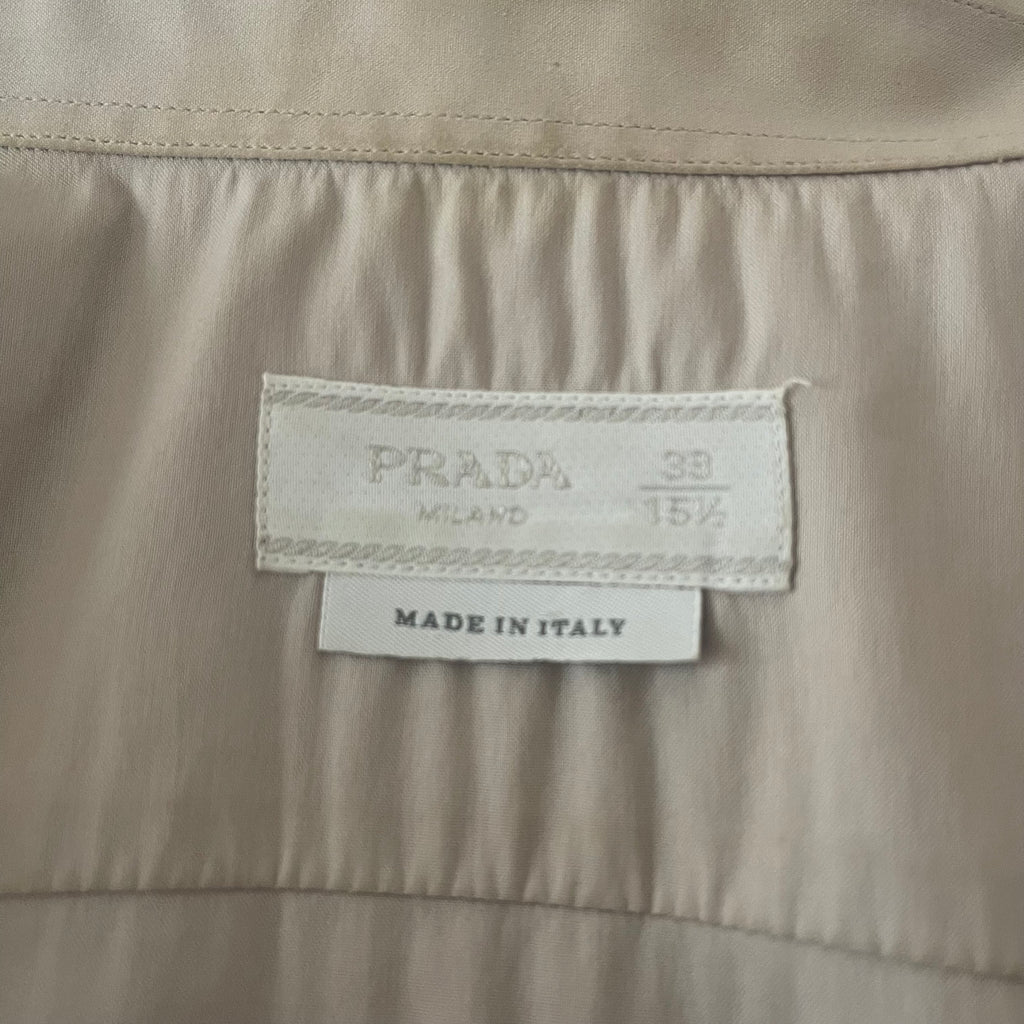 PRADA
MILANO
39
15½
MADE IN ITALY